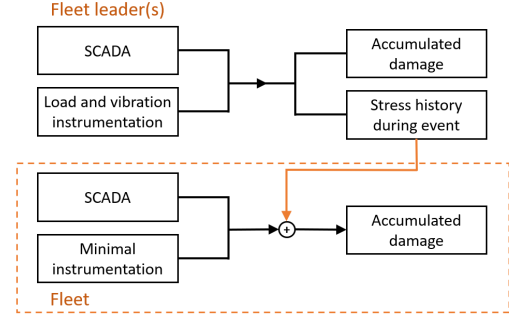 Fleet leader(s)
SCADA
Load and vibration
instrumentation
Accumulated
damage
Stress history
during event
SCADA
Minimal
instrumentation
+
Accumulated
damage
Fleet